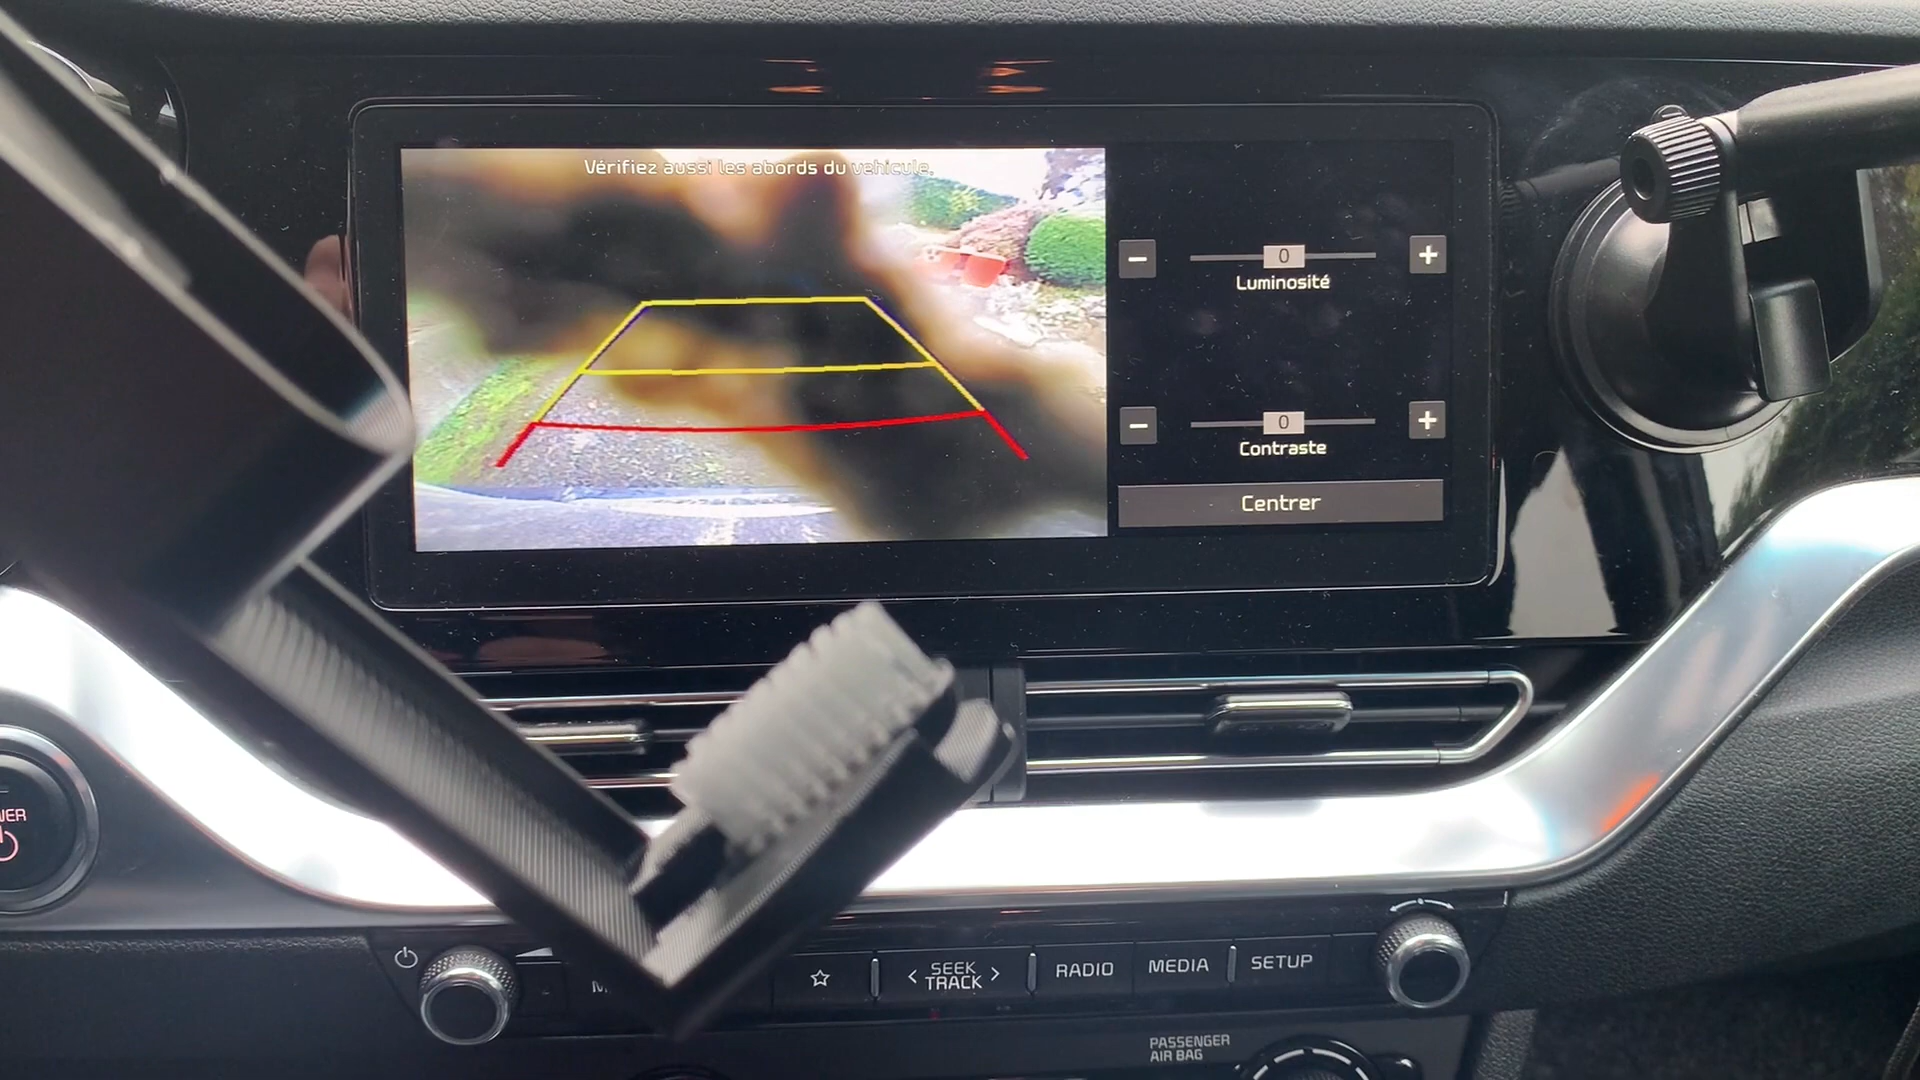 Vérifiez aussi les abords du véhicule.
0
Luminosité
0
Contraste
Centrer
SEEK
TRACK
RADIO
MEDIA
SETUP
PASSENGER
AIR BAG